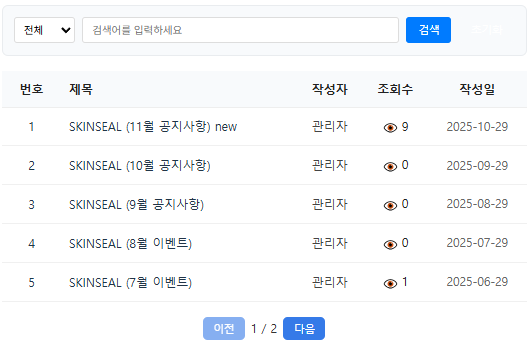 전체 검색어를 입력하세요 검색 초기화
번호 제목 작성자 조회수 작성일
1 SKINSEAL (11월 공지사항) new 관리자 9 2025-10-29
2 SKINSEAL (10월 공지사항) 관리자 0 2025-09-29
3 SKINSEAL (9월 공지사항) 관리자 0 2025-08-29
4 SKINSEAL (8월 이벤트) 관리자 0 2025-07-29
5 SKINSEAL (7월 이벤트) 관리자 1 2025-06-29
이전 1 / 2 다음